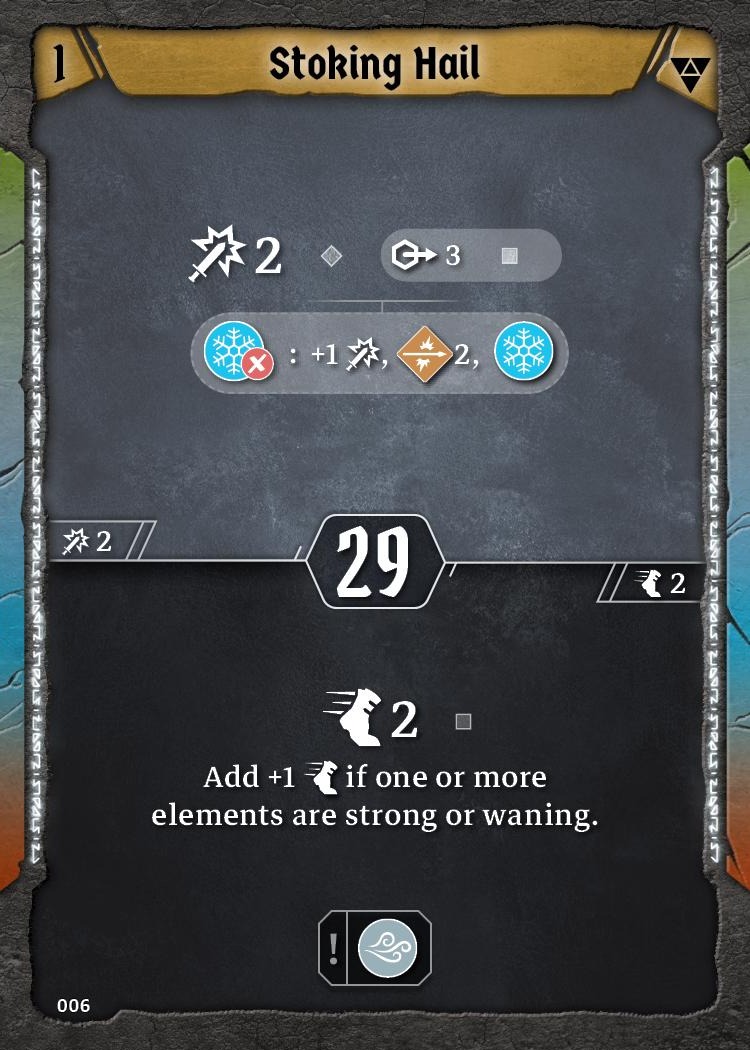 1
Stoking Hail
2
3
: +1 , 2,
2
29
2
2
Add +1 if one or more
elements are strong or waning.
!
006